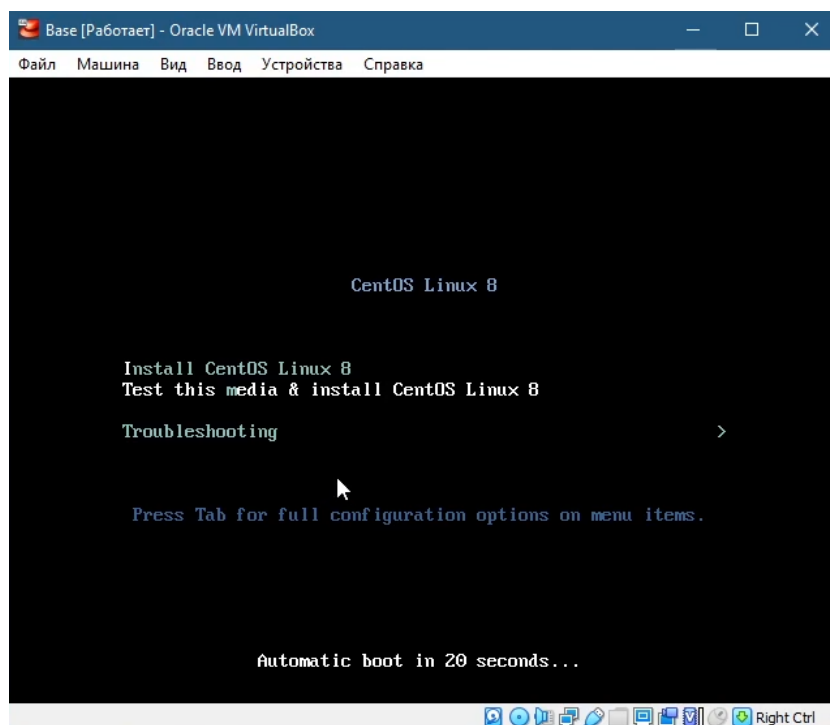 Base [Работает] - Oracle VM VirtualBox
Файл Машина Вид Ввод Устройства Справка
CentOS Linux 8
Install CentOS Linux 8
Test this media & install CentOS Linux 8
Troubleshooting >
Press Tab for full configuration options on menu items.
Automatic boot in 20 seconds...
Right Ctrl